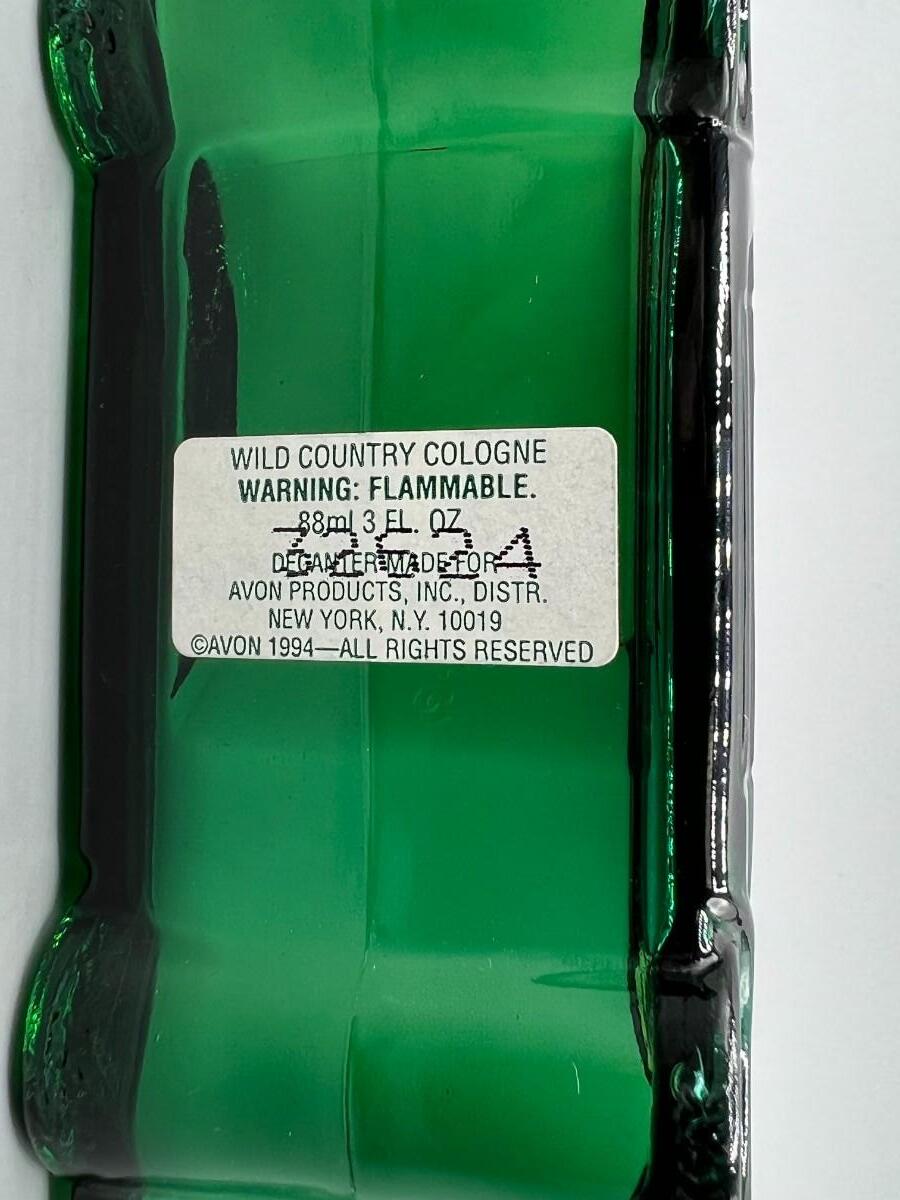 WILD COUNTRY COLOGNE
WARNING: FLAMMABLE.
88ml 3 FL. OZ.
32624
DECANTER MADE FOR
AVON PRODUCTS, INC., DISTR.
NEW YORK, N.Y. 10019
©AVON 1994—ALL RIGHTS RESERVED